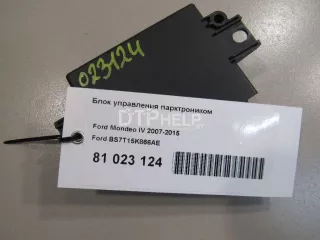 023124
Блок управления парктроником
Ford Mondeo IV 2007-2015
Ford BS7T15K866AE
DTPHELP
81 023 124